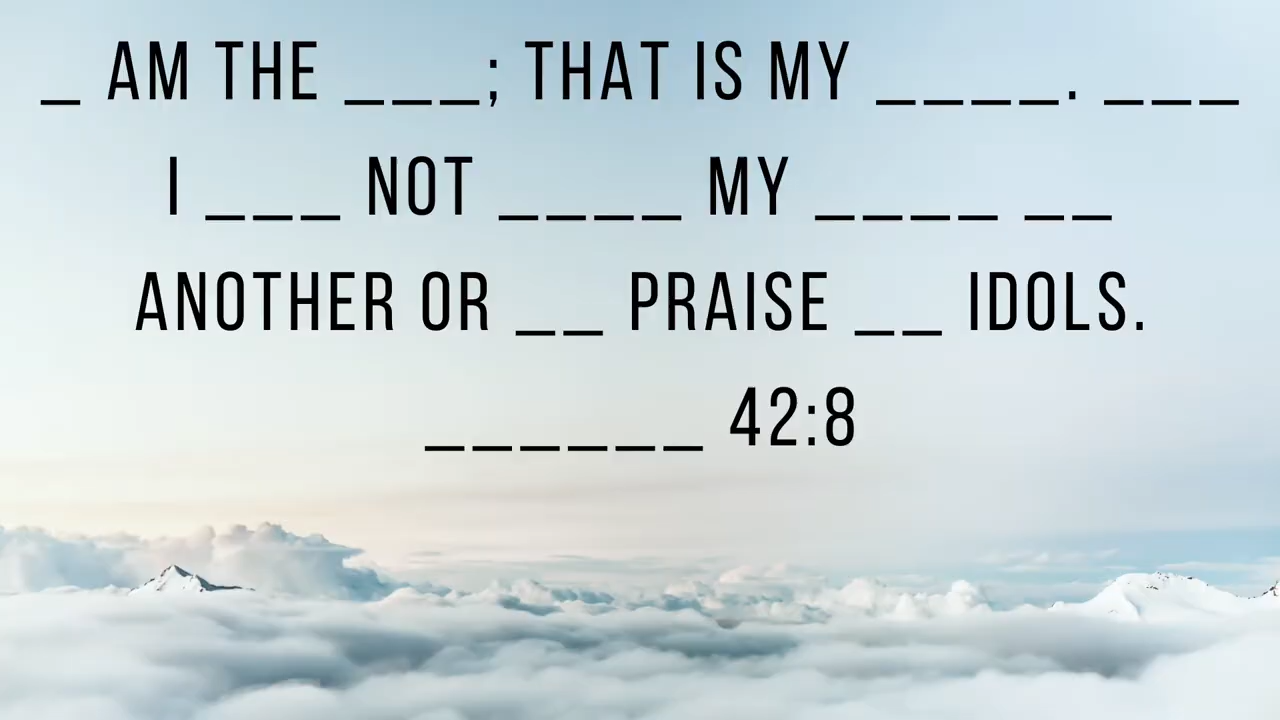 _ AM THE ___; THAT IS MY ____. ___
I ___ NOT ____ MY ____ __
ANOTHER OR __ PRAISE __ IDOLS.
______ 42:8